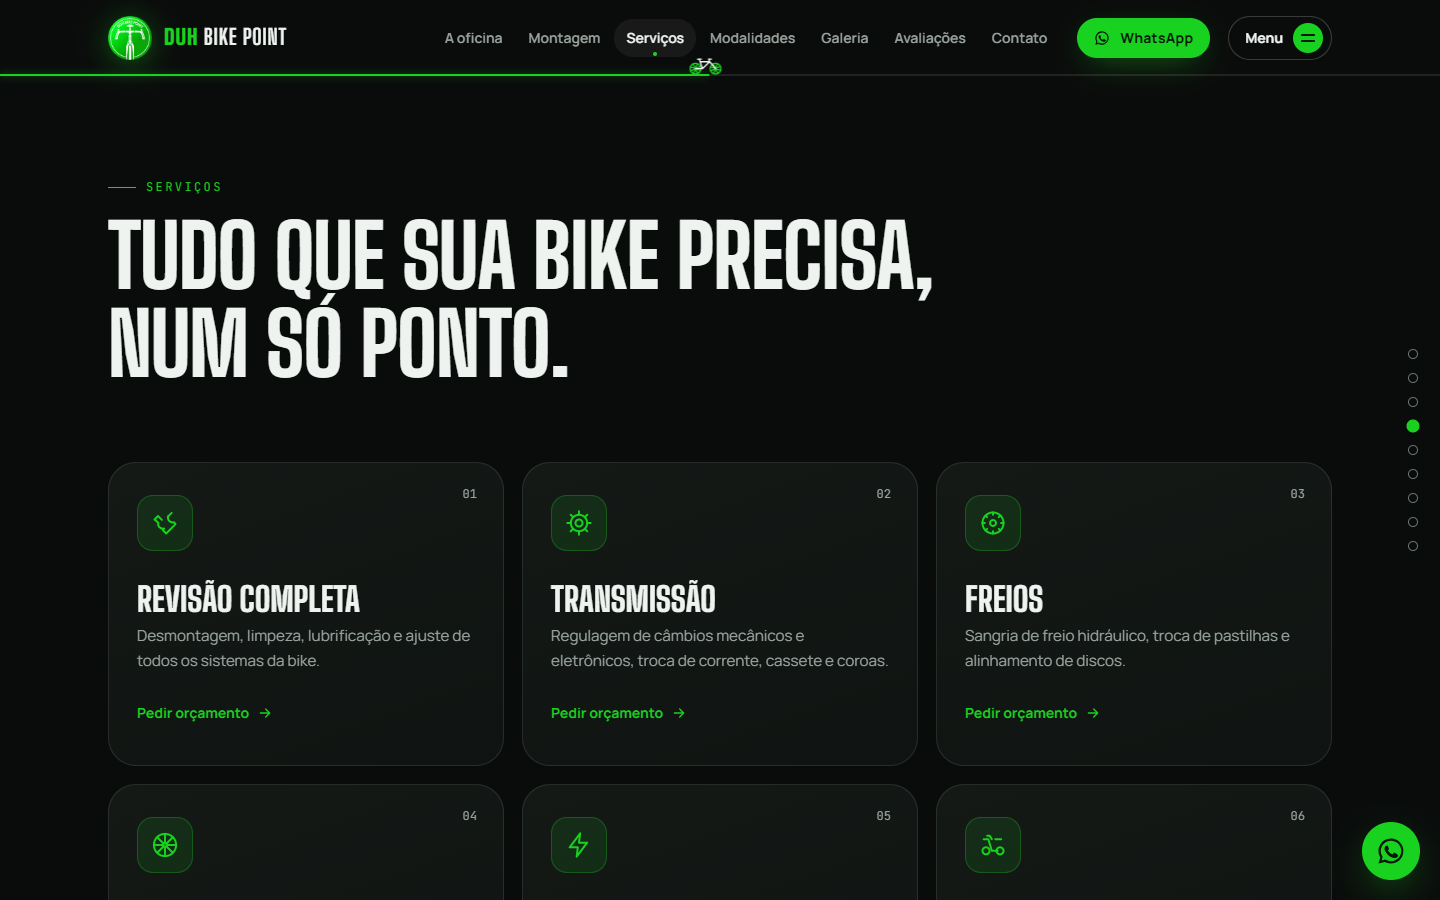 DUH BIKE POINT
A oficina
Montagem
Serviços
Modalidades
Galeria
Avaliações
Contato
WhatsApp
Menu
SERVIÇOS
TUDO QUE SUA BIKE PRECISA,
NUM SÓ PONTO.
01
REVISÃO COMPLETA
Desmontagem, limpeza, lubrificação e ajuste de
todos os sistemas da bike.
Pedir orçamento →
02
TRANSMISSÃO
Regulagem de câmbios mecânicos e
eletrônicos, troca de corrente, cassete e coroas.
Pedir orçamento →
03
FREIOS
Sangria de freio hidráulico, troca de pastilhas e
alinhamento de discos.
Pedir orçamento →
04
05
06